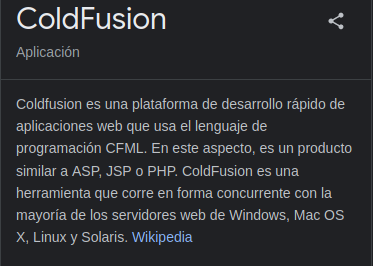 ColdFusion
Aplicación
Coldfusion es una plataforma de desarrollo rápido de
aplicaciones web que usa el lenguaje de
programación CFML. En este aspecto, es un producto
similar a ASP, JSP o PHP. ColdFusion es una
herramienta que corre en forma concurrente con la
mayoría de los servidores web de Windows, Mac OS
X, Linux y Solaris. Wikipedia